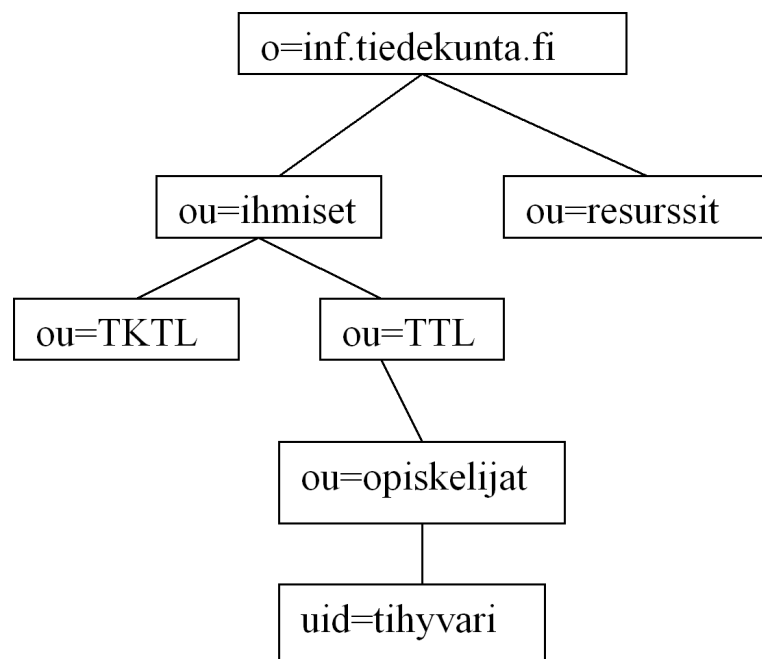 o=inf.tiedekunta.fi
ou=ihmiset
ou=resurssit
ou=TKTL
ou=TTL
ou=opiskelijat
uid=tihyvari